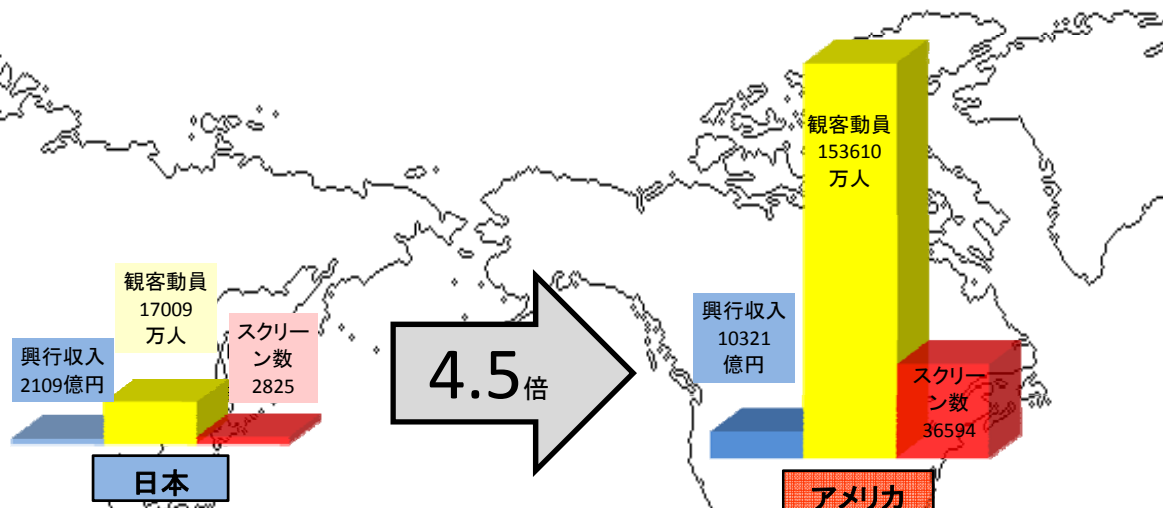 観客動員
17009
万人
興行収入
2109億円
スクリー
ン数
2825
日本
4.5倍
観客動員
153610
万人
興行収入
10321
億円
スクリー
ン数
36594
アメリカ